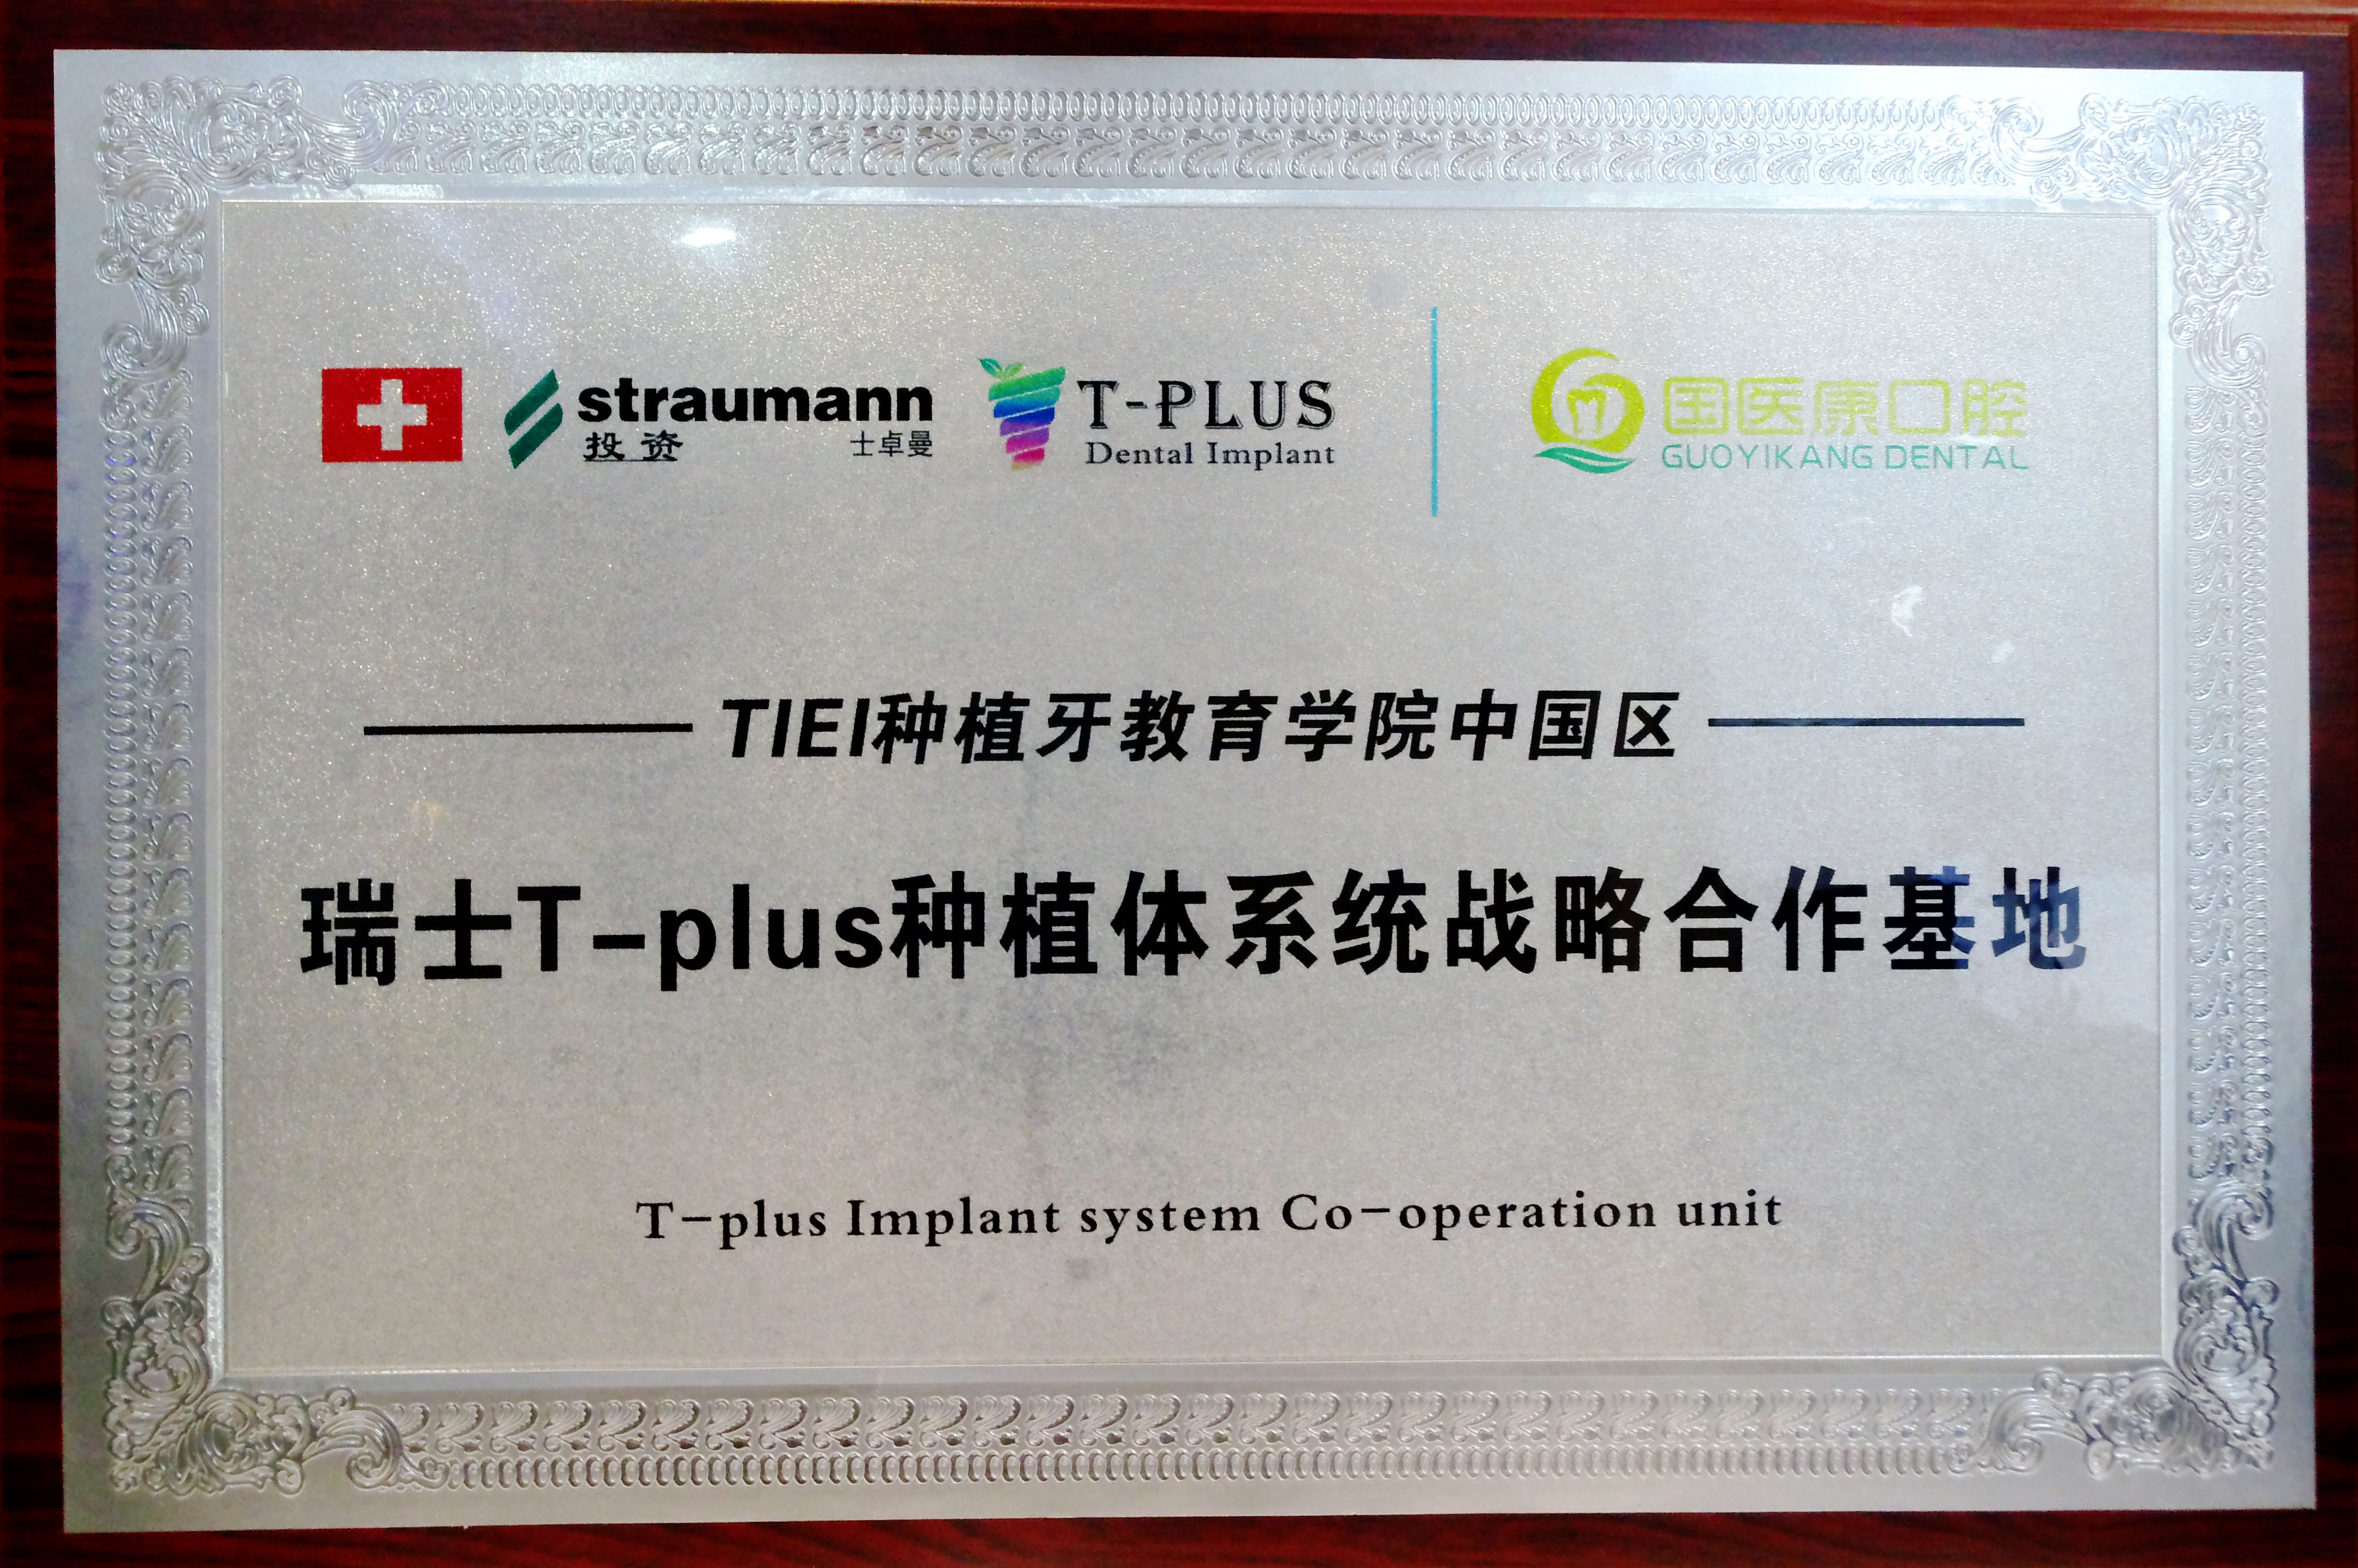 straumann
投资 士卓曼
T-PLUS
Dental Implant
国医康口腔
GUOYIKANG DENTAL
TIEI种植牙教育学院中国区
瑞士T-plus种植体系统战略合作基地
T-plus Implant system Co-operation unit